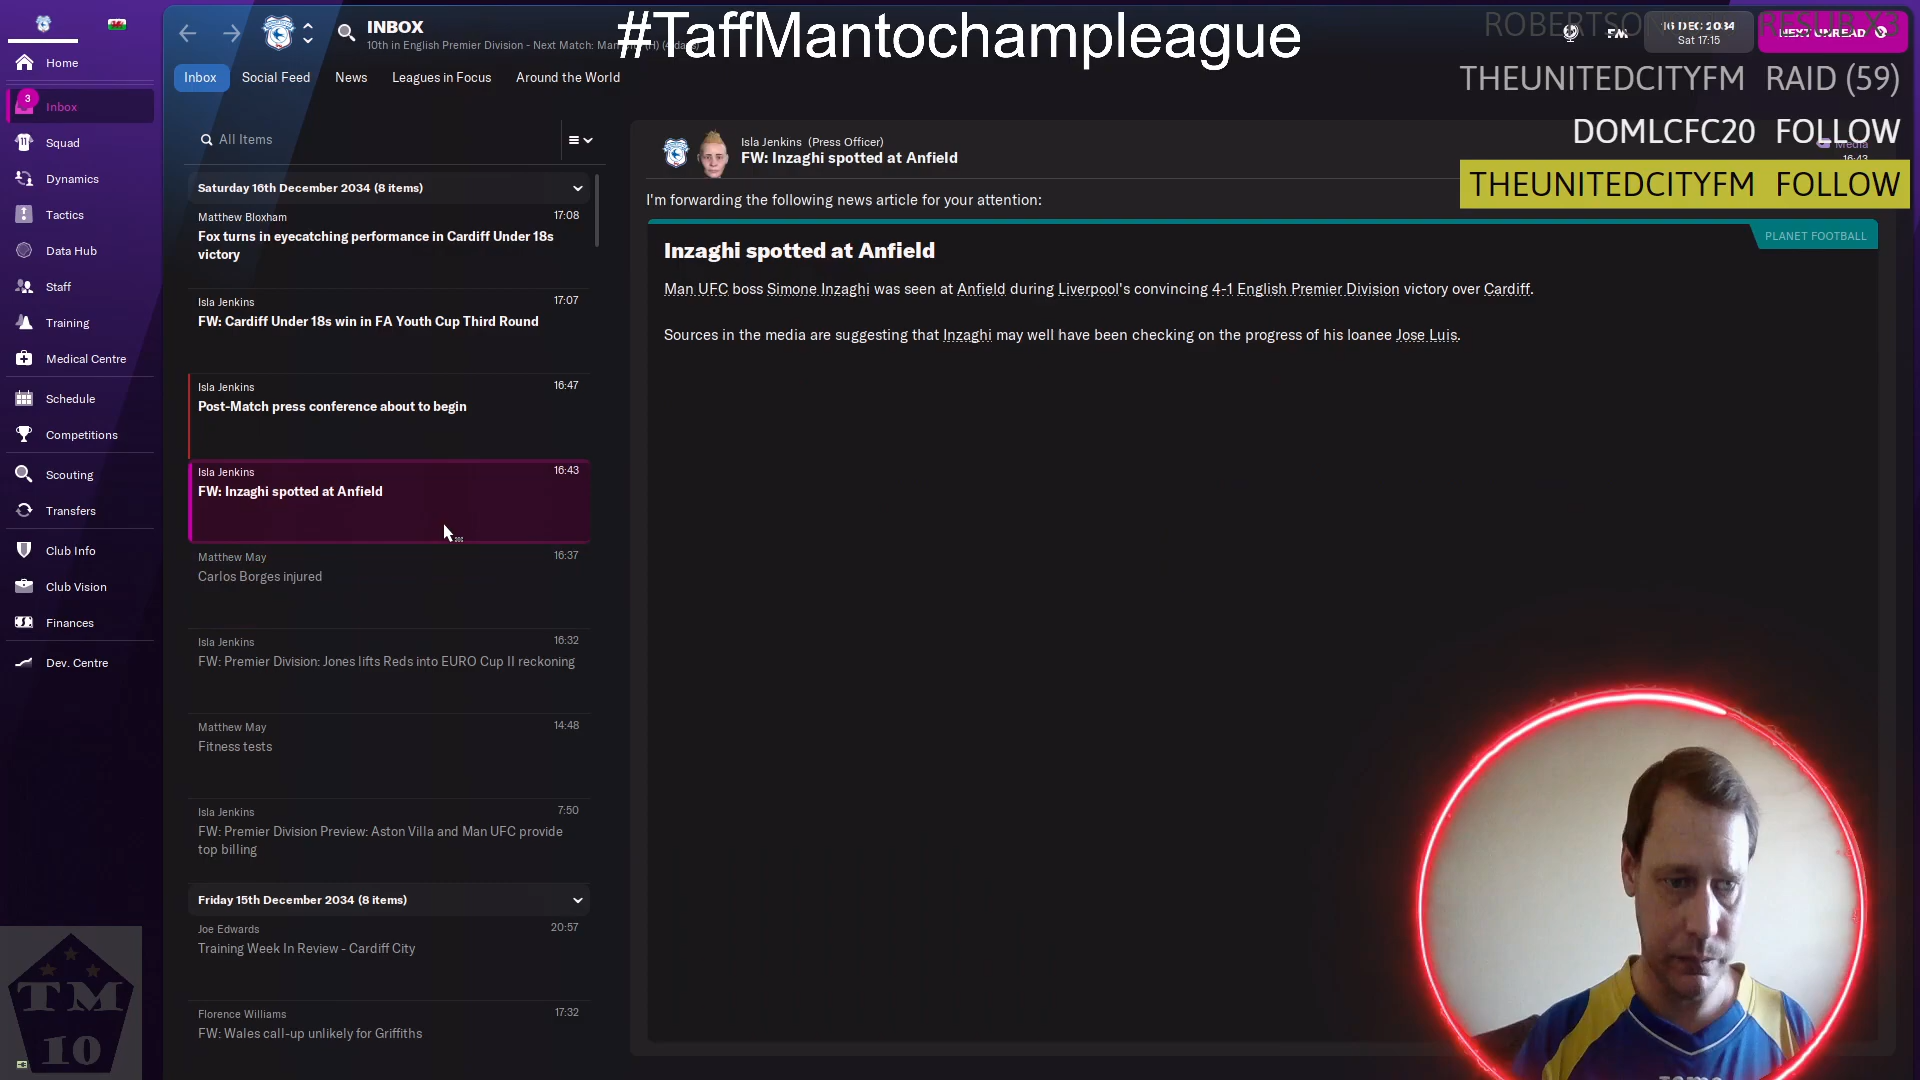 #TaffMantochampleague
Home
Inbox
3
Squad
Dynamics
Tactics
Data Hub
Staff
Training
Medical Centre
Schedule
Competitions
Scouting
Transfers
Club Info
Club Vision
Finances
Dev. Centre
TM
10
INBOX
10th in English Premier Division - Next Match:
Inbox
Social Feed
News
Leagues in Focus
Around the World
16 DEC 2034
Sat 17:15
NEXT UNREAD
THEUNITEDCITYFM RAID (59)
DOMLCFC20 FOLLOW
THEUNITEDCITYFM FOLLOW
All Items
Saturday 16th December 2034 (8 items)
Matthew Bloxham 17:08
Fox turns in eyecatching performance in Cardiff Under 18s
victory
Isla Jenkins 17:07
FW: Cardiff Under 18s win in FA Youth Cup Third Round
Isla Jenkins 16:47
Post-Match press conference about to begin
Isla Jenkins 16:43
FW: Inzaghi spotted at Anfield
Matthew May 16:37
Carlos Borges injured
Isla Jenkins 16:32
FW: Premier Division: Jones lifts Reds into EURO Cup II reckoning
Matthew May 14:48
Fitness tests
Isla Jenkins 7:50
FW: Premier Division Preview: Aston Villa and Man UFC provide
top billing
Friday 15th December 2034 (8 items)
Joe Edwards 20:57
Training Week In Review - Cardiff City
Florence Williams 17:32
FW: Wales call-up unlikely for Griffiths
Isla Jenkins (Press Officer)
FW: Inzaghi spotted at Anfield
Media
16:43
I'm forwarding the following news article for your attention:
PLANET FOOTBALL
Inzaghi spotted at Anfield
Man UFC boss Simone Inzaghi was seen at Anfield during Liverpool's convincing 4-1 English Premier Division victory over Cardiff.
Sources in the media are suggesting that Inzaghi may well have been checking on the progress of his loanee Jose Luis.